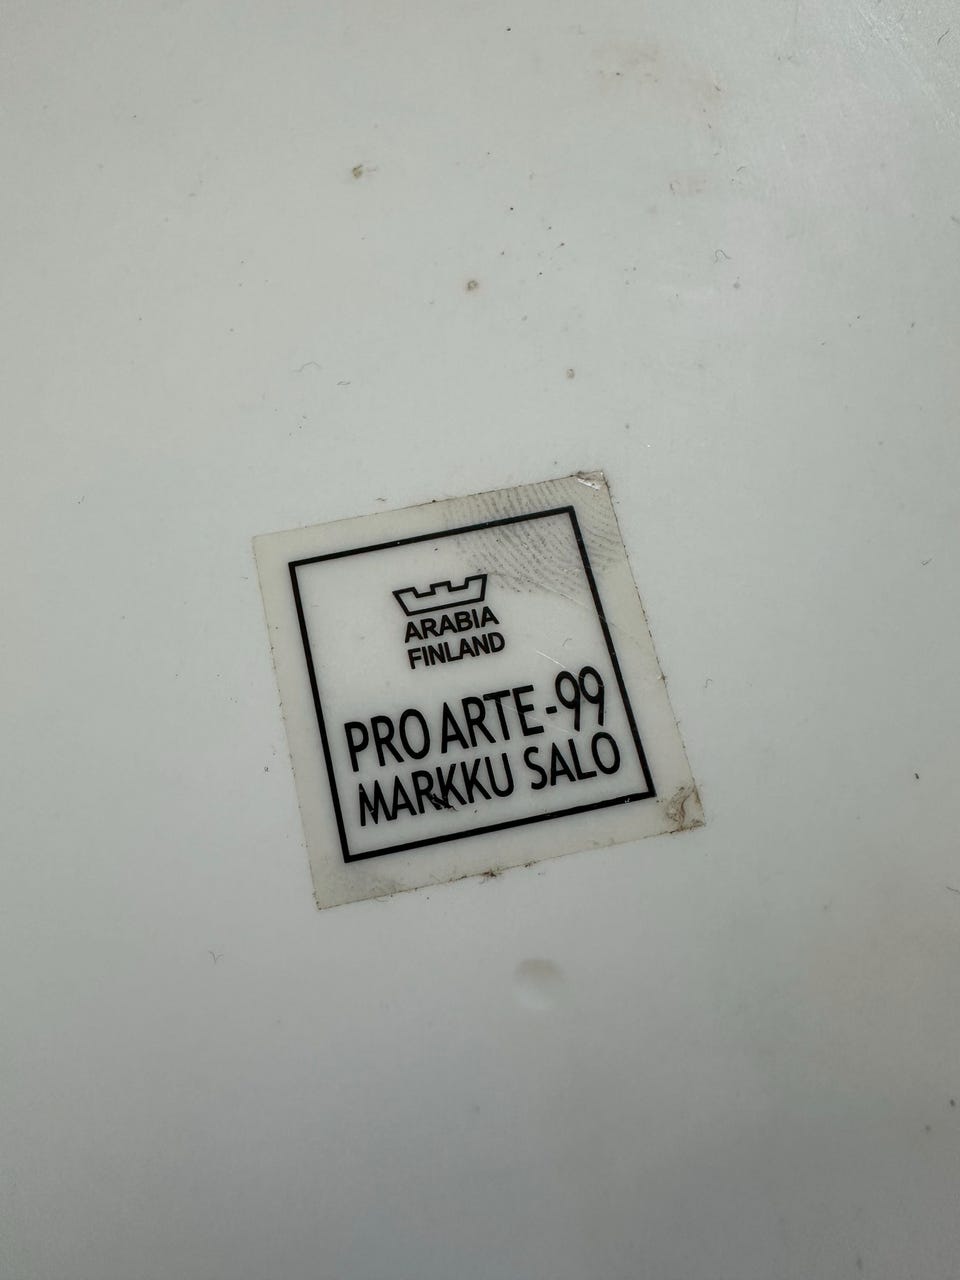 ARABIA
FINLAND
PRO ARTE -99
MARKKU SALO